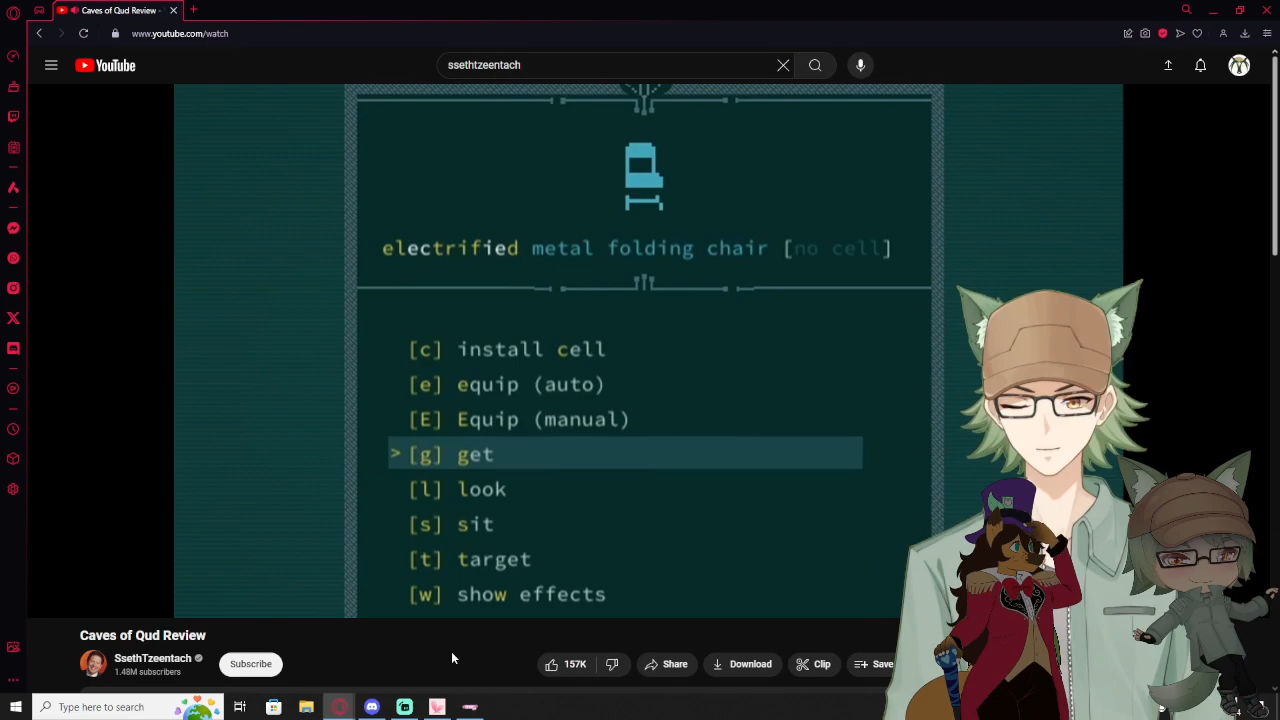 Caves of Qud Review -
www.youtube.com/watch
YouTube
ssethtzeentach
electrified metal folding chair [no cell]
[c] install cell
[e] equip (auto)
[E] Equip (manual)
> [g] get
[l] look
[s] sit
[t] target
[w] show effects
Caves of Qud Review
SsethTzeentach
1.48M subscribers
Subscribe
157K
Share
Download
Clip
Save
Type here to search